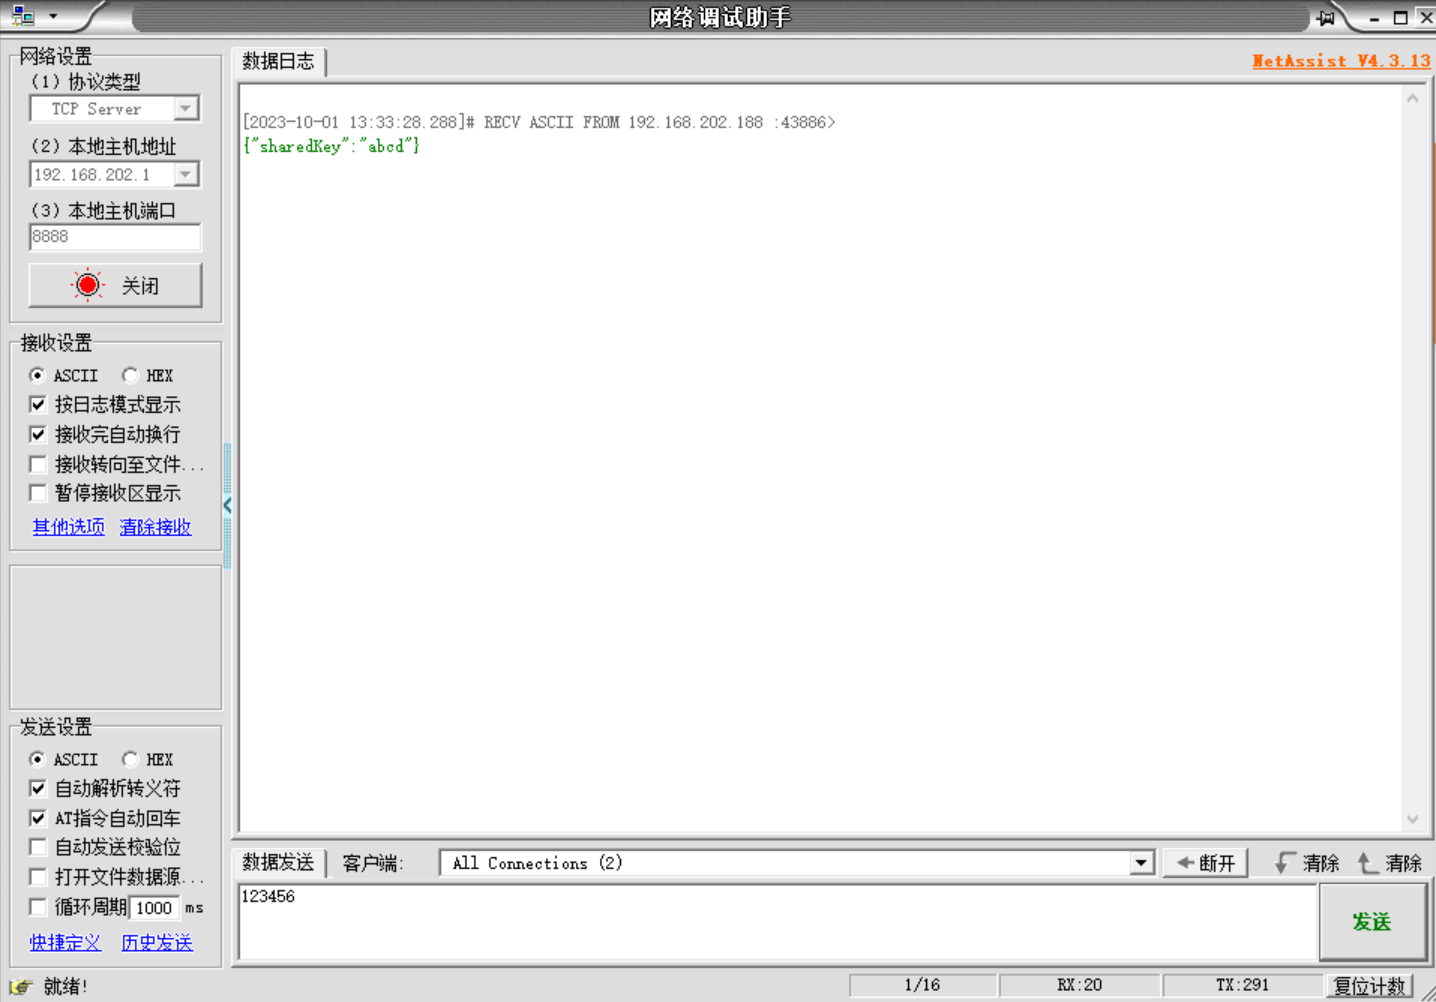 网络调试助手
网络设置
(1) 协议类型
TCP Server
(2) 本地主机地址
192.168.202.1
(3) 本地主机端口
8888
关闭
接收设置
ASCII HEX
按日志模式显示
接收完自动换行
接收转向至文件...
暂停接收区显示
其他选项 清除接收
发送设置
ASCII HEX
自动解析转义符
AT指令自动回车
自动发送校验位
打开文件数据源...
循环周期 1000 ms
快捷定义 历史发送
数据日志
NetAssist V4.3.13
[2023-10-01 13:33:28.288]# RECV ASCII FROM 192.168.202.188 :43886>
{"sharedKey":"abcd"}
数据发送 客户端: All Connections (2) 断开 清除 清除
123456
发送
就绪! 1/16 RX:20 TX:291 复位计数